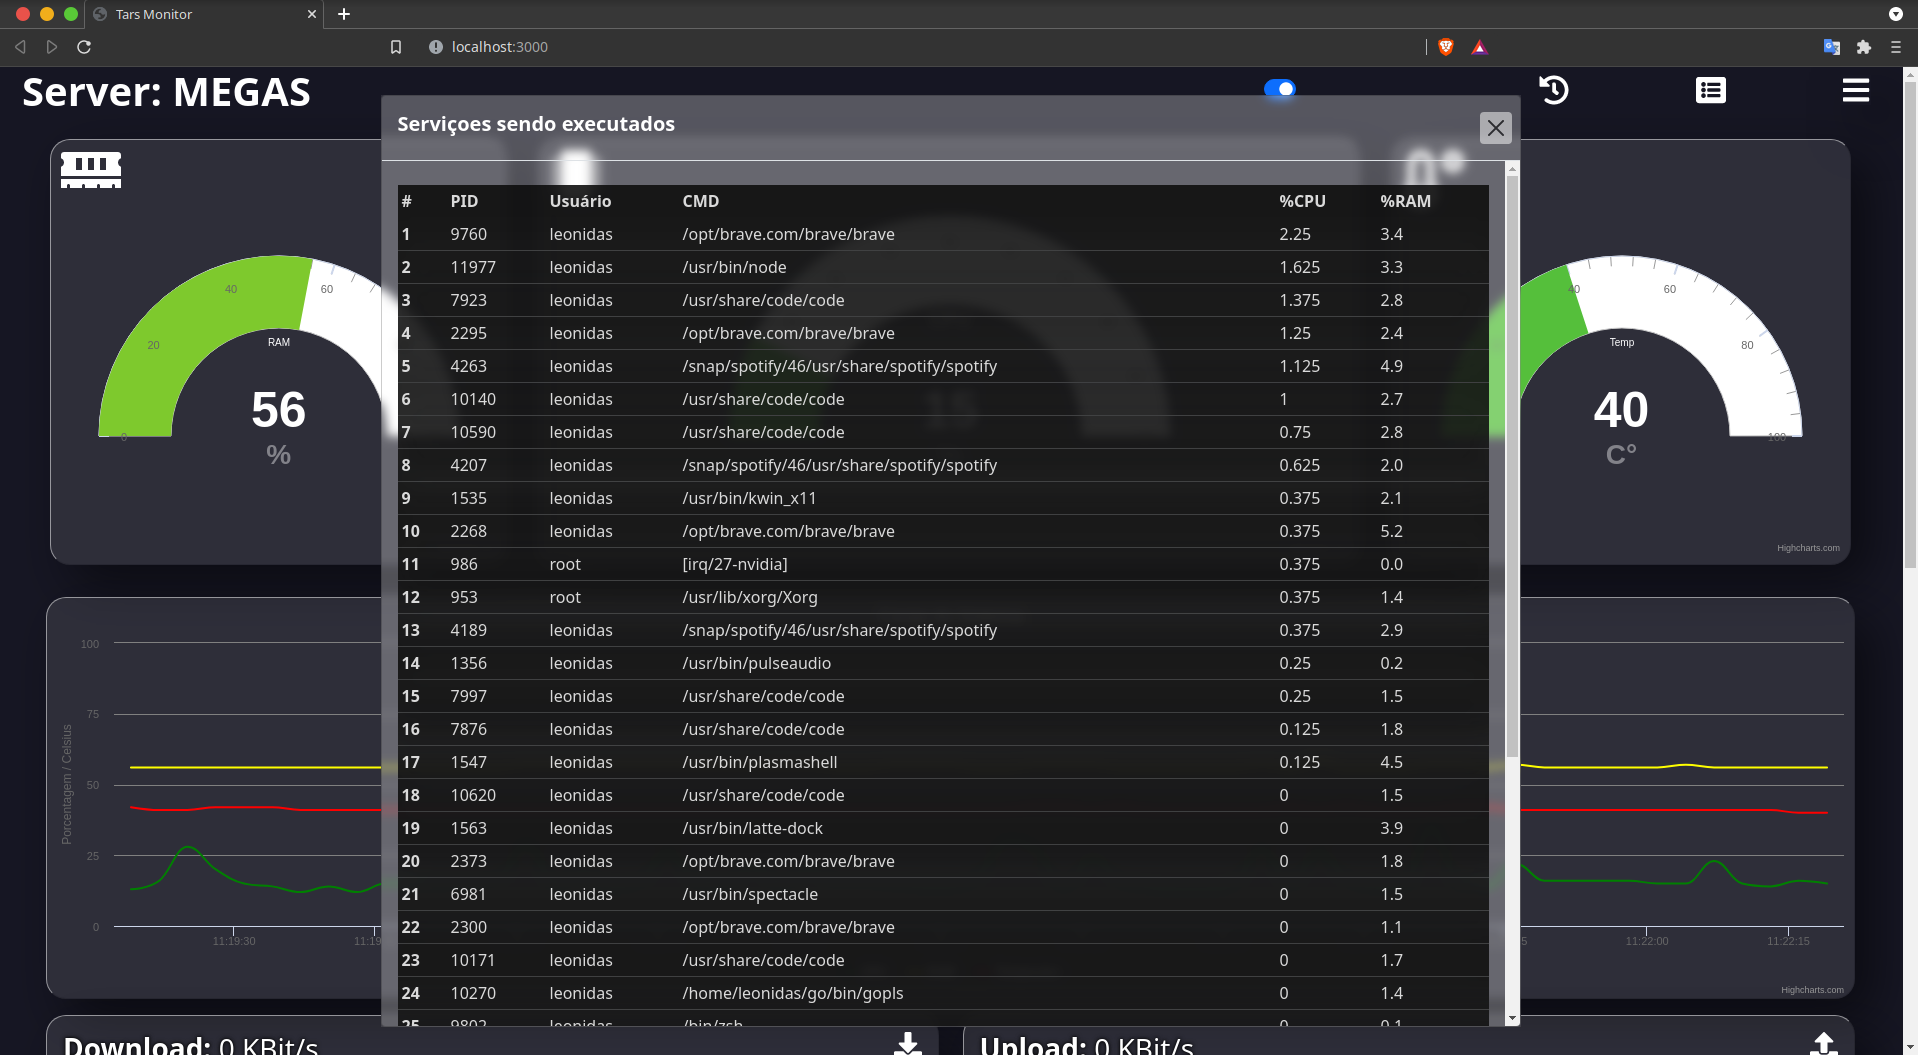 Tars Monitor
localhost:3000
Server: MEGAS
Serviçoes sendo executados
0°
# PID Usuário CMD %CPU %RAM
1 9760 leonidas /opt/brave.com/brave/brave 2.25 3.4
2 11977 leonidas /usr/bin/node 1.625 3.3
3 7923 leonidas /usr/share/code/code 1.375 2.8
4 2295 leonidas /opt/brave.com/brave/brave 1.25 2.4
5 4263 leonidas /snap/spotify/46/usr/share/spotify/spotify 1.125 4.9
6 10140 leonidas /usr/share/code/code 1 2.7
7 10590 leonidas /usr/share/code/code 0.75 2.8
8 4207 leonidas /snap/spotify/46/usr/share/spotify/spotify 0.625 2.0
9 1535 leonidas /usr/bin/kwin_x11 0.375 2.1
10 2268 leonidas /opt/brave.com/brave/brave 0.375 5.2
11 986 root [irq/27-nvidia] 0.375 0.0
12 953 root /usr/lib/xorg/Xorg 0.375 1.4
13 4189 leonidas /snap/spotify/46/usr/share/spotify/spotify 0.375 2.9
14 1356 leonidas /usr/bin/pulseaudio 0.25 0.2
15 7997 leonidas /usr/share/code/code 0.25 1.5
16 7876 leonidas /usr/share/code/code 0.125 1.8
17 1547 leonidas /usr/bin/plasmashell 0.125 4.5
18 10620 leonidas /usr/share/code/code 0 1.5
19 1563 leonidas /usr/bin/latte-dock 0 3.9
20 2373 leonidas /opt/brave.com/brave/brave 0 1.8
21 6981 leonidas /usr/bin/spectacle 0 1.5
22 2300 leonidas /opt/brave.com/brave/brave 0 1.1
23 10171 leonidas /usr/share/code/code 0 1.7
24 10270 leonidas /home/leonidas/go/bin/gopls 0 1.4
25 9802 leonidas /bin/zsh 0 0.1
0 20 40 60
RAM
56
%
40 60 80 100
Temp
40
C°
Highcharts.com
Porcentagem / Celsius
100
75
50
25
0
11:19:30 11:19
5 11:22:00 11:22:15
Highcharts.com
Download: 0 KBit/s
Upload: 0 KBit/s